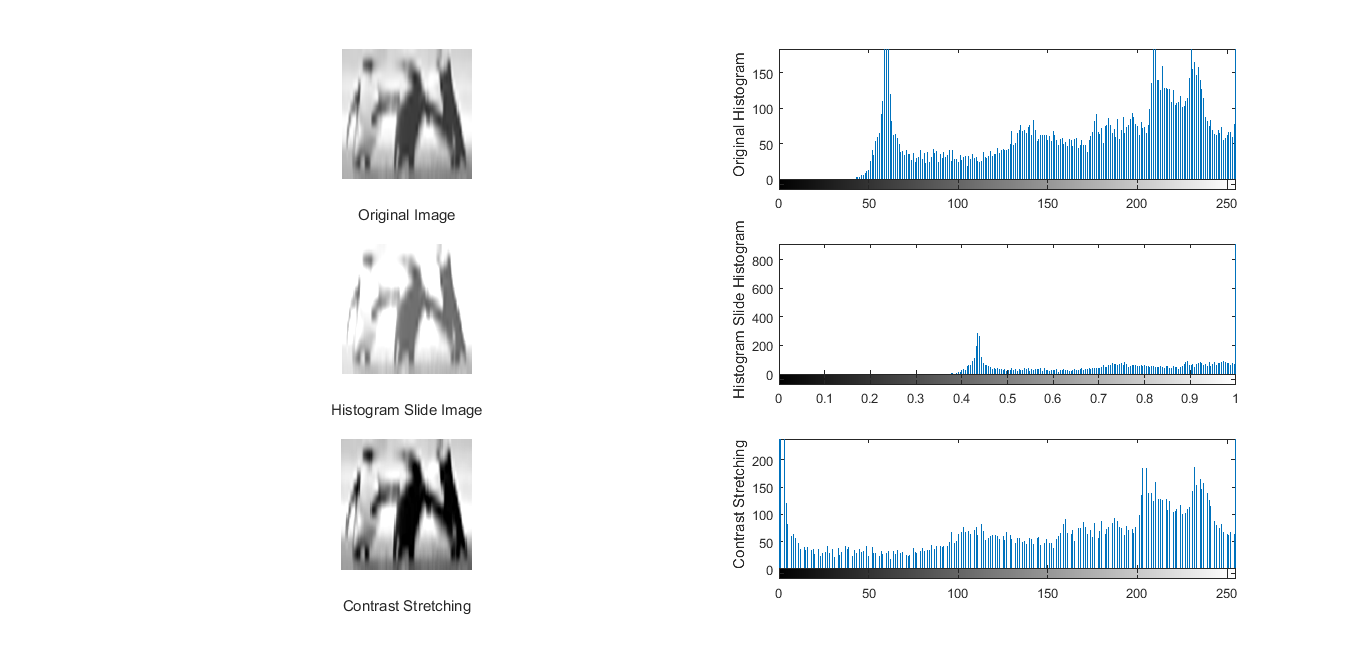 Original Histogram
150
100
50
0
0 50 100 150 200 250
Original Image
Histogram Slide Histogram
800
600
400
200
0
0 0.1 0.2 0.3 0.4 0.5 0.6 0.7 0.8 0.9 1
Histogram Slide Image
Contrast Stretching
200
150
100
50
0
0 50 100 150 200 250
Contrast Stretching